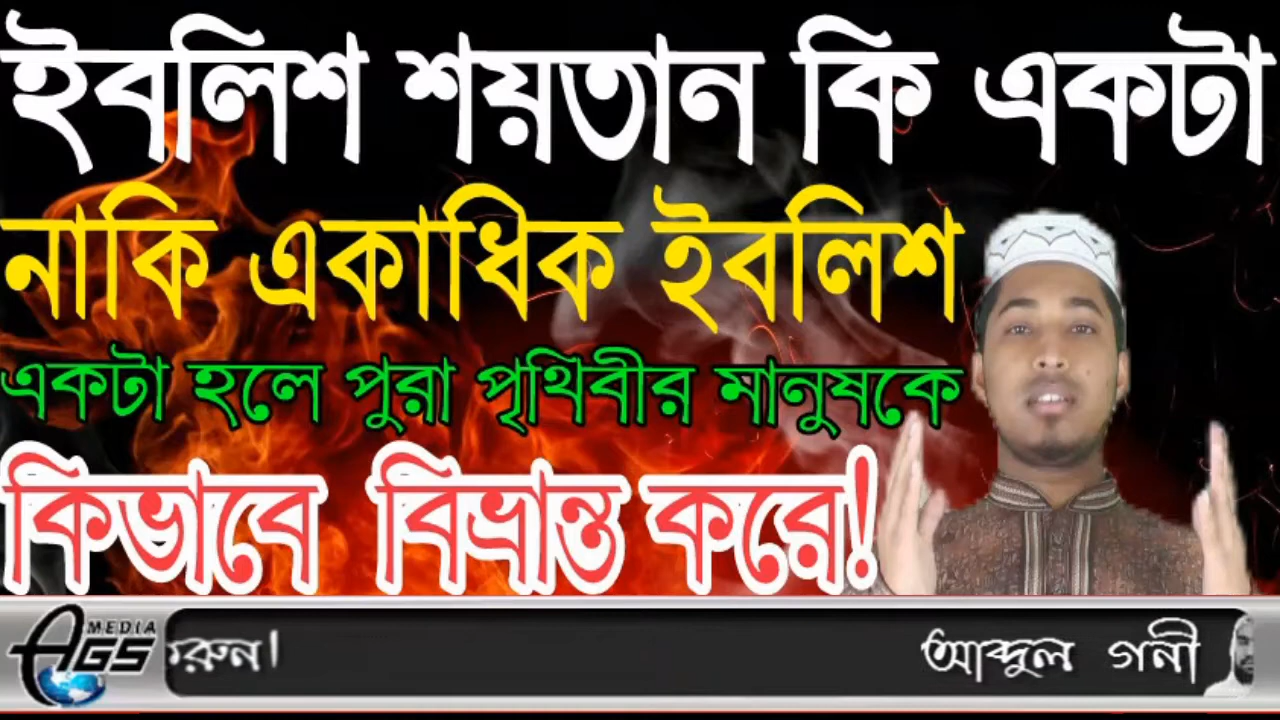 ইবলিশ শয়তান কি একটা
নাকি একাধিক ইবলিশ
একটা হলে পুরা পৃথিবীর মানুষকে
কিভাবে বিভ্রান্ত করে!
MEDIA
AGS
রুন।
আব্দুল গনী